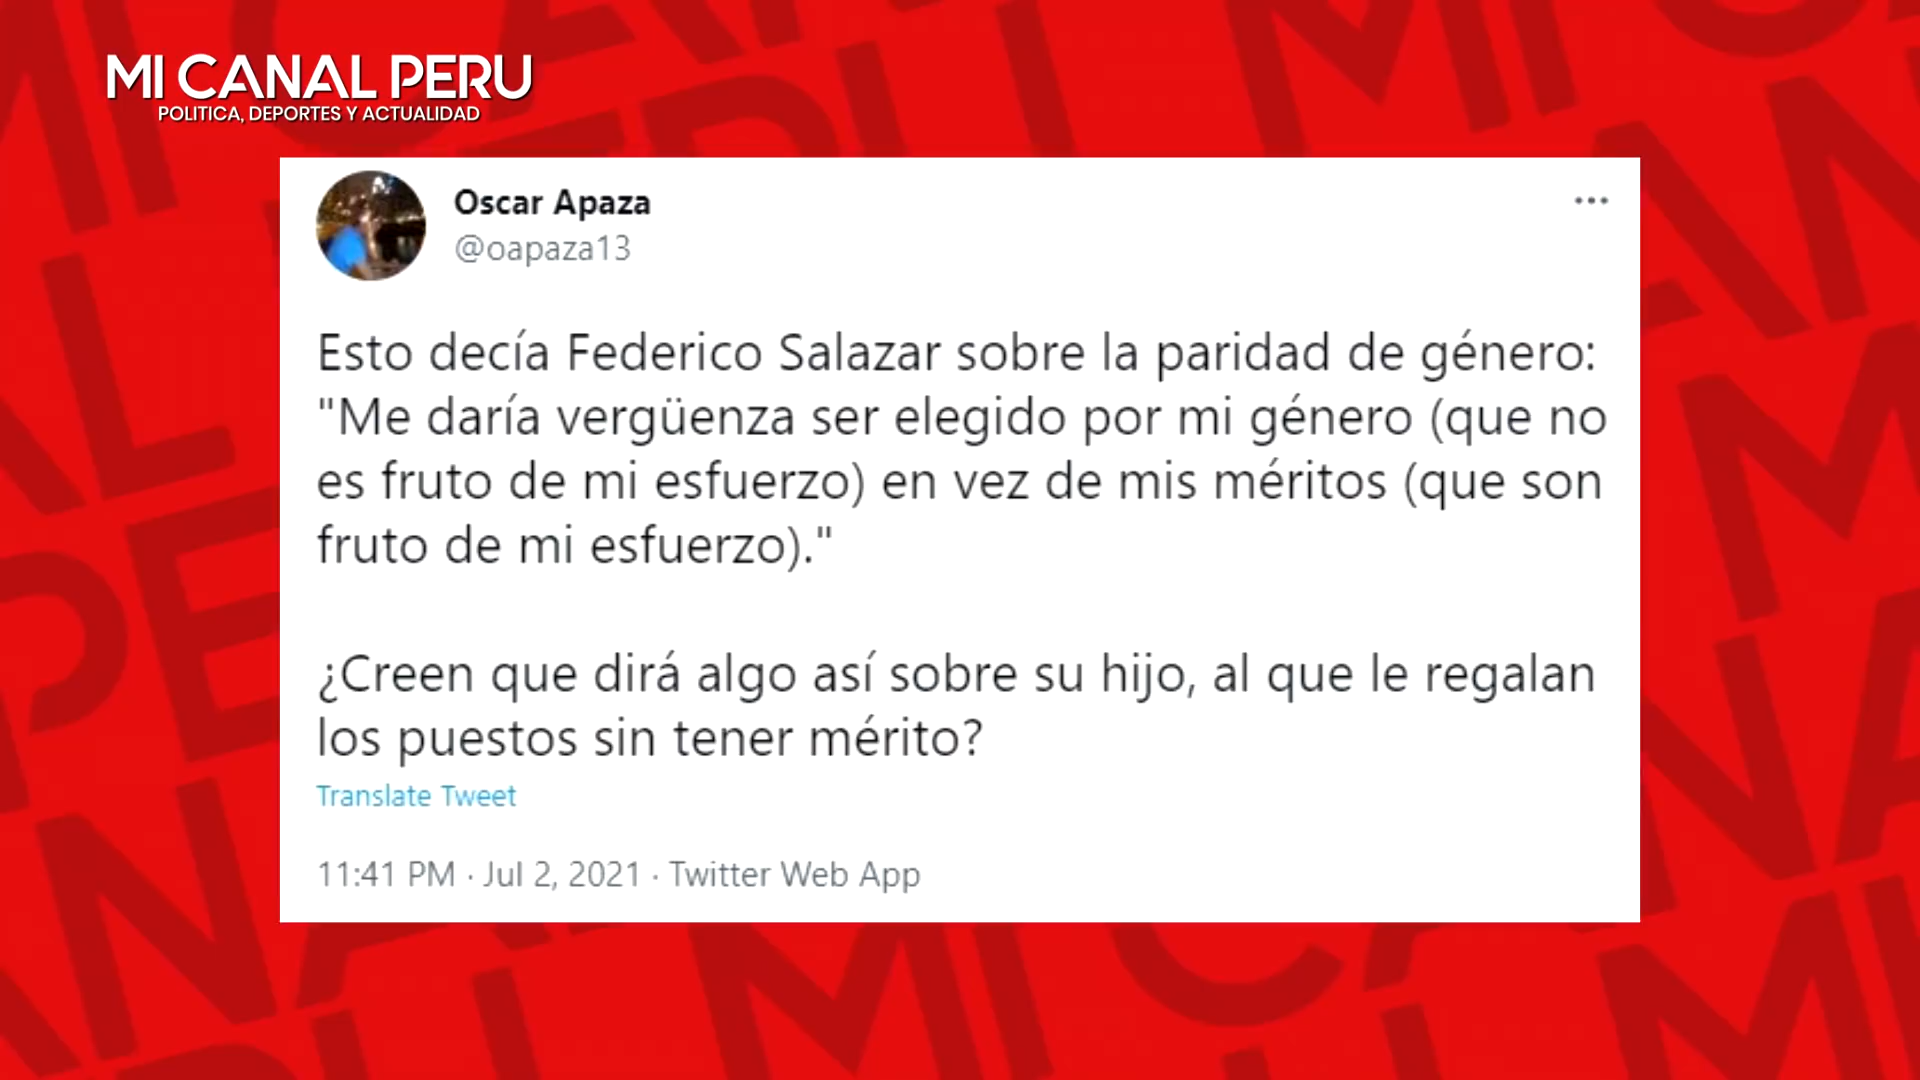 MI CANAL PERU
POLITICA, DEPORTES Y ACTUALIDAD
Oscar Apaza
@oapaza13
Esto decía Federico Salazar sobre la paridad de género:
"Me daría vergüenza ser elegido por mi género (que no
es fruto de mi esfuerzo) en vez de mis méritos (que son
fruto de mi esfuerzo)."
¿Creen que dirá algo así sobre su hijo, al que le regalan
los puestos sin tener mérito?
Translate Tweet
11:41 PM · Jul 2, 2021 · Twitter Web App